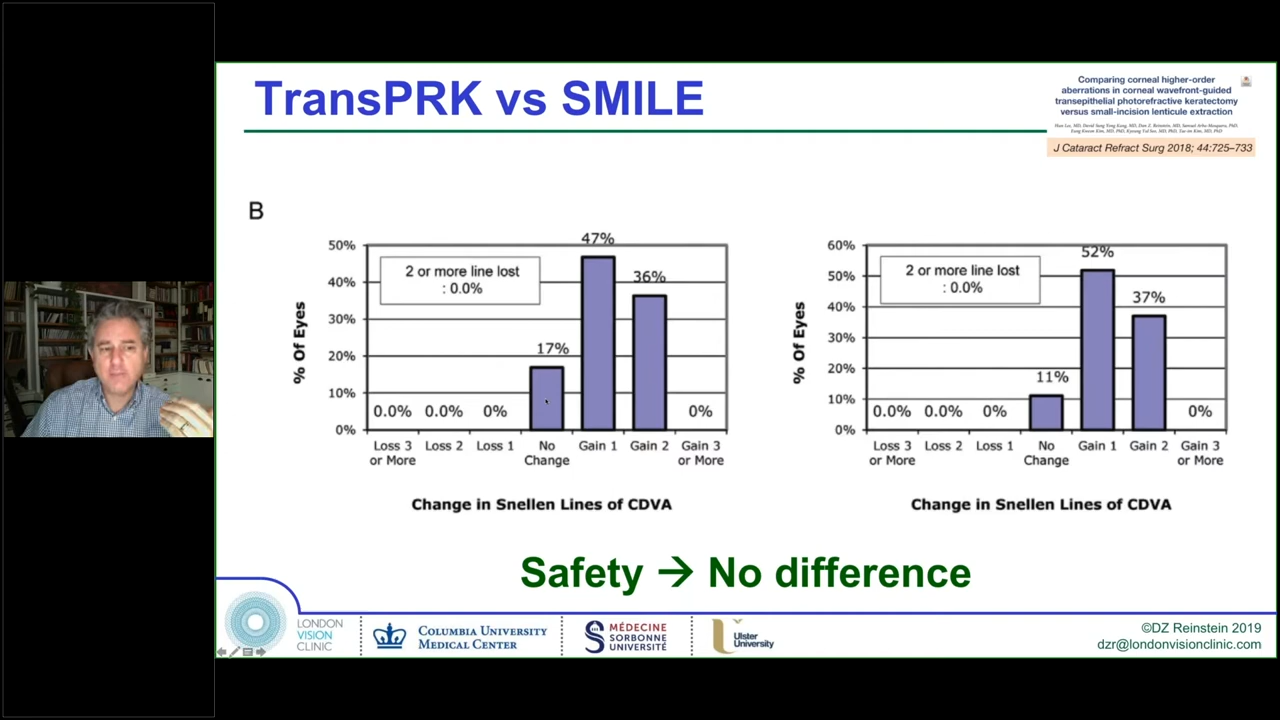 TransPRK vs SMILE
Comparing corneal higher-order
aberrations in corneal wavefront-guided
transepithelial photorefractive keratectomy
versus small-incision lenticule extraction
J Cataract Refract Surg 2018; 44:725–733
B
50%
40%
30%
20%
10%
0%
% Of Eyes
2 or more line lost
: 0.0%
0.0%
0.0%
0%
17%
47%
36%
0%
Loss 3
or More
Loss 2
Loss 1
No
Change
Gain 1
Gain 2
Gain 3
or More
Change in Snellen Lines of CDVA
60%
50%
40%
30%
20%
10%
0%
% Of Eyes
2 or more line lost
: 0.0%
0.0%
0.0%
0%
11%
52%
37%
0%
Loss 3
or More
Loss 2
Loss 1
No
Change
Gain 1
Gain 2
Gain 3
or More
Change in Snellen Lines of CDVA
Safety → No difference
LONDON
VISION
CLINIC
COLUMBIA UNIVERSITY
MEDICAL CENTER
MÉDECINE
SORBONNE
UNIVERSITÉ
Ulster
University
©DZ Reinstein 2019
dzr@londonvisionclinic.com